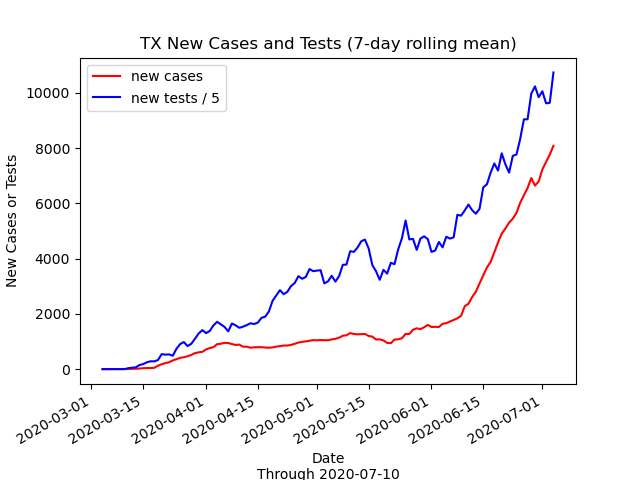 TX New Cases and Tests (7-day rolling mean)
new cases
new tests / 5
New Cases or Tests
10000
8000
6000
4000
2000
0
2020-03-01
2020-03-15
2020-04-01
2020-04-15
2020-05-01
2020-05-15
2020-06-01
2020-06-15
2020-07-01
Date
Through 2020-07-10